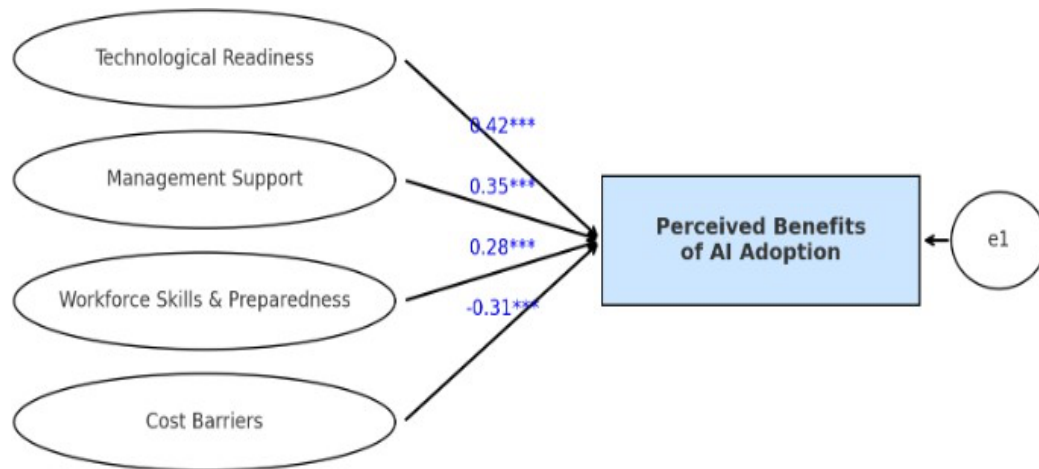 Technological Readiness
0.42***
Management Support
0.35***
Perceived Benefits
of AI Adoption
e1
0.28***
Workforce Skills & Preparedness
-0.31***
Cost Barriers